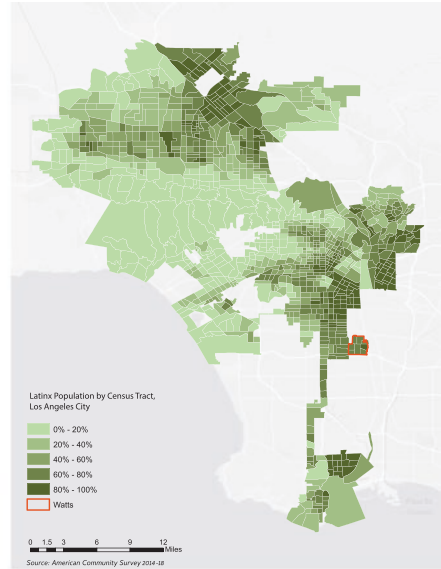 Latinx Population by Census Tract,
Los Angeles City
0% - 20%
20% - 40%
40% - 60%
60% - 80%
80% - 100%
Watts
0 1.5 3 6 9 12
Miles
Source: American Community Survey 2014 -18